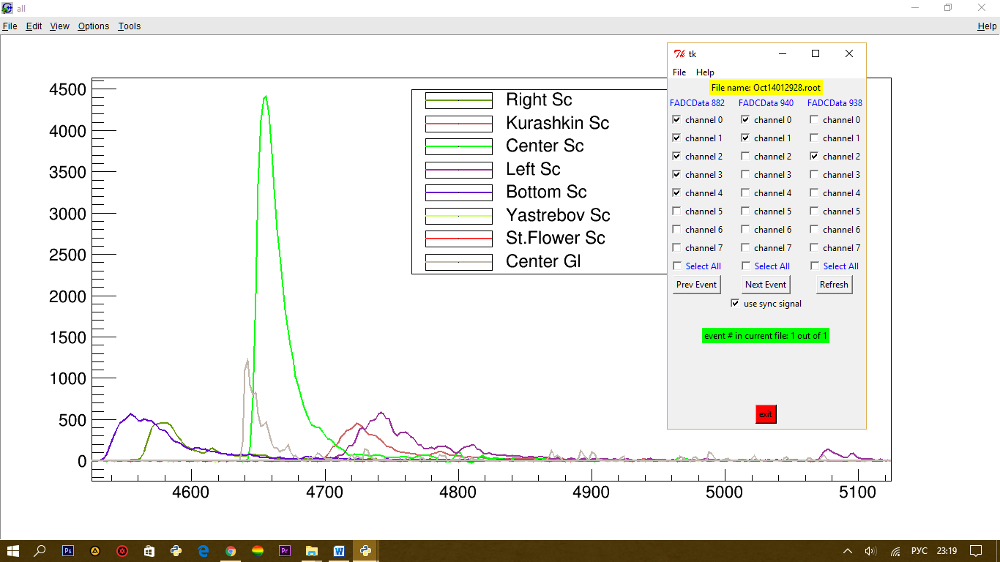 all
File Edit View Options Tools Help
4500
4000
3500
3000
2500
2000
1500
1000
500
0
4600 4700 4800 4900 5000 5100
Right Sc
Kurashkin Sc
Center Sc
Left Sc
Bottom Sc
Yastrebov Sc
St.Flower Sc
Center Gl
tk
File Help
File name: Oct14012928.root
FADCData 882 FADCData 940 FADCData 938
channel 0 channel 0 channel 0
channel 1 channel 1 channel 1
channel 2 channel 2 channel 2
channel 3 channel 3 channel 3
channel 4 channel 4 channel 4
channel 5 channel 5 channel 5
channel 6 channel 6 channel 6
channel 7 channel 7 channel 7
Select All Select All Select All
Prev Event Next Event Refresh
use sync signal
event # in current file: 1 out of 1
exit
Ps Pr W РУС 23:19